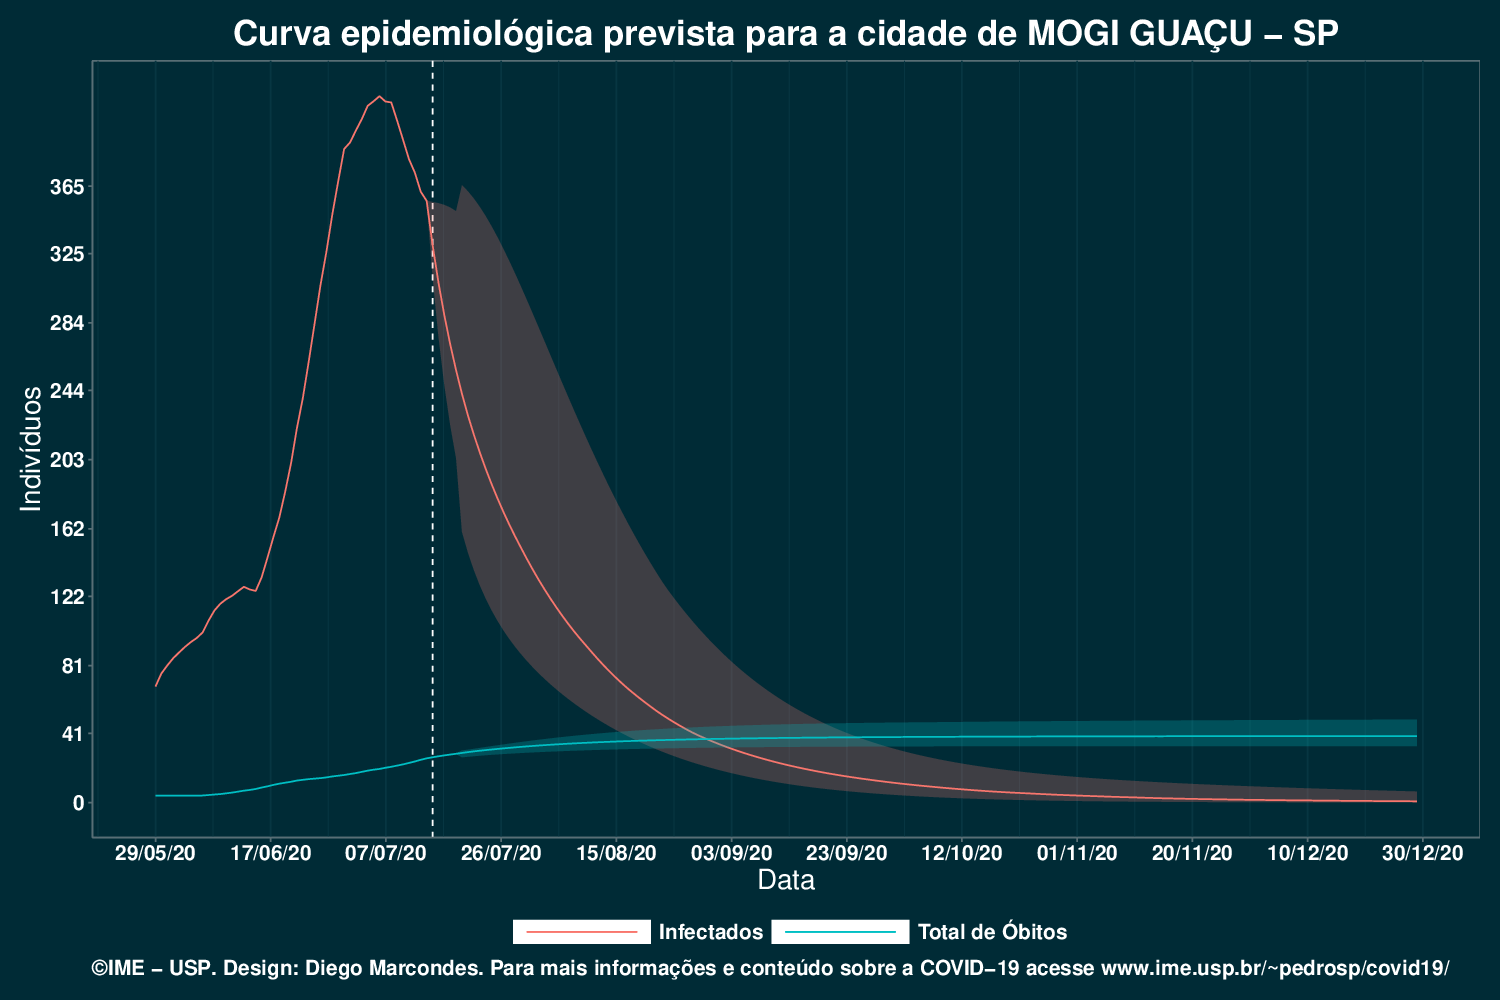 Curva epidemiológica prevista para a cidade de MOGI GUAÇU – SP
Indivíduos
365
325
284
244
203
162
122
81
41
0
29/05/20 17/06/20 07/07/20 26/07/20 15/08/20 03/09/20 23/09/20 12/10/20 01/11/20 20/11/20 10/12/20 30/12/20
Data
Infectados Total de Óbitos
©IME – USP. Design: Diego Marcondes. Para mais informações e conteúdo sobre a COVID–19 acesse www.ime.usp.br/~pedrosp/covid19/